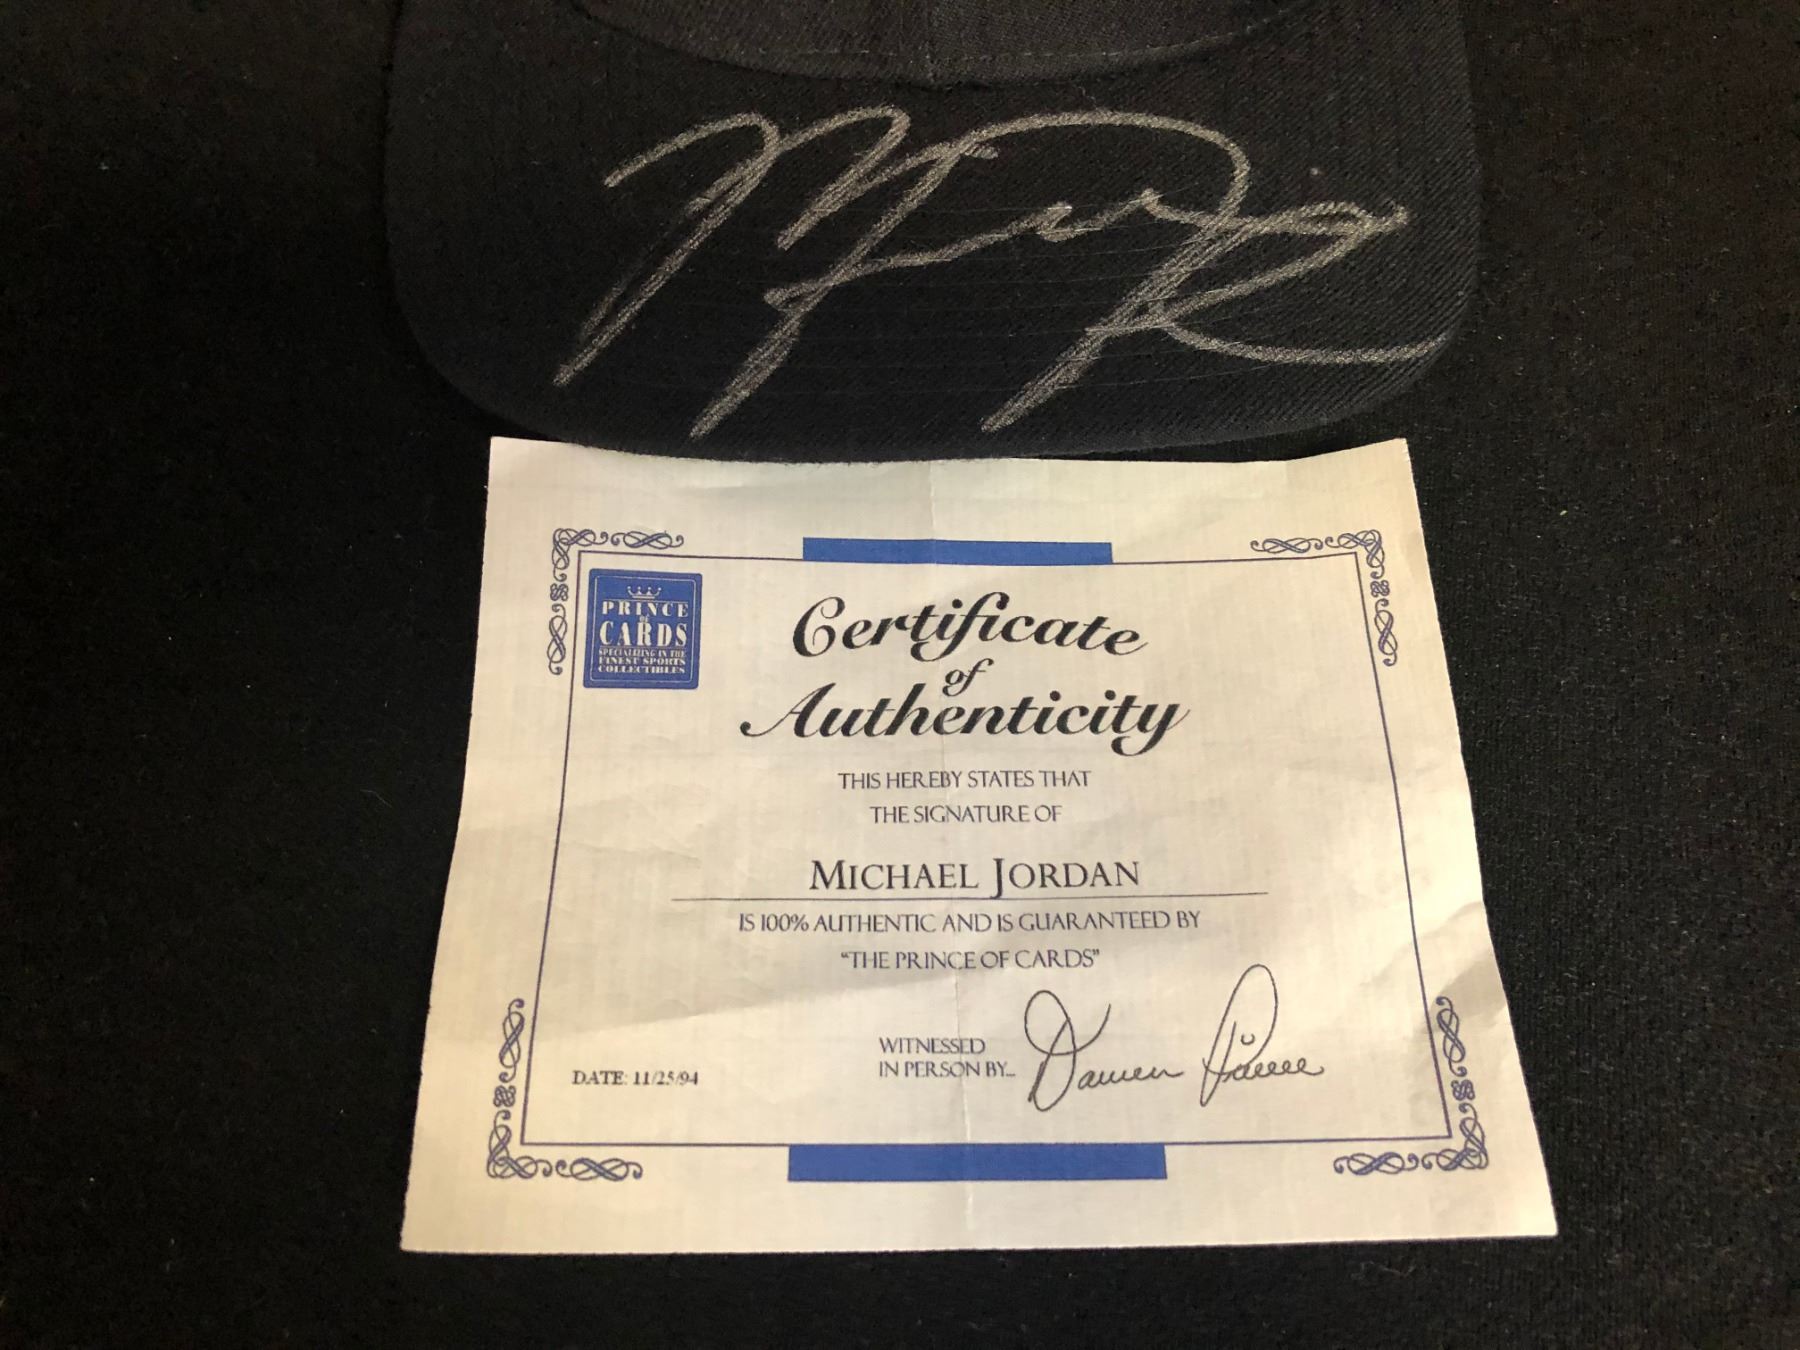 PRINCE
OF
CARDS
SPECIALIZING IN THE
FINEST SPORTS
COLLECTIBLES
Certificate
of
Authenticity
THIS HEREBY STATES THAT
THE SIGNATURE OF
MICHAEL JORDAN
IS 100% AUTHENTIC AND IS GUARANTEED BY
"THE PRINCE OF CARDS"
WITNESSED
IN PERSON BY...
DATE: 11/25/94